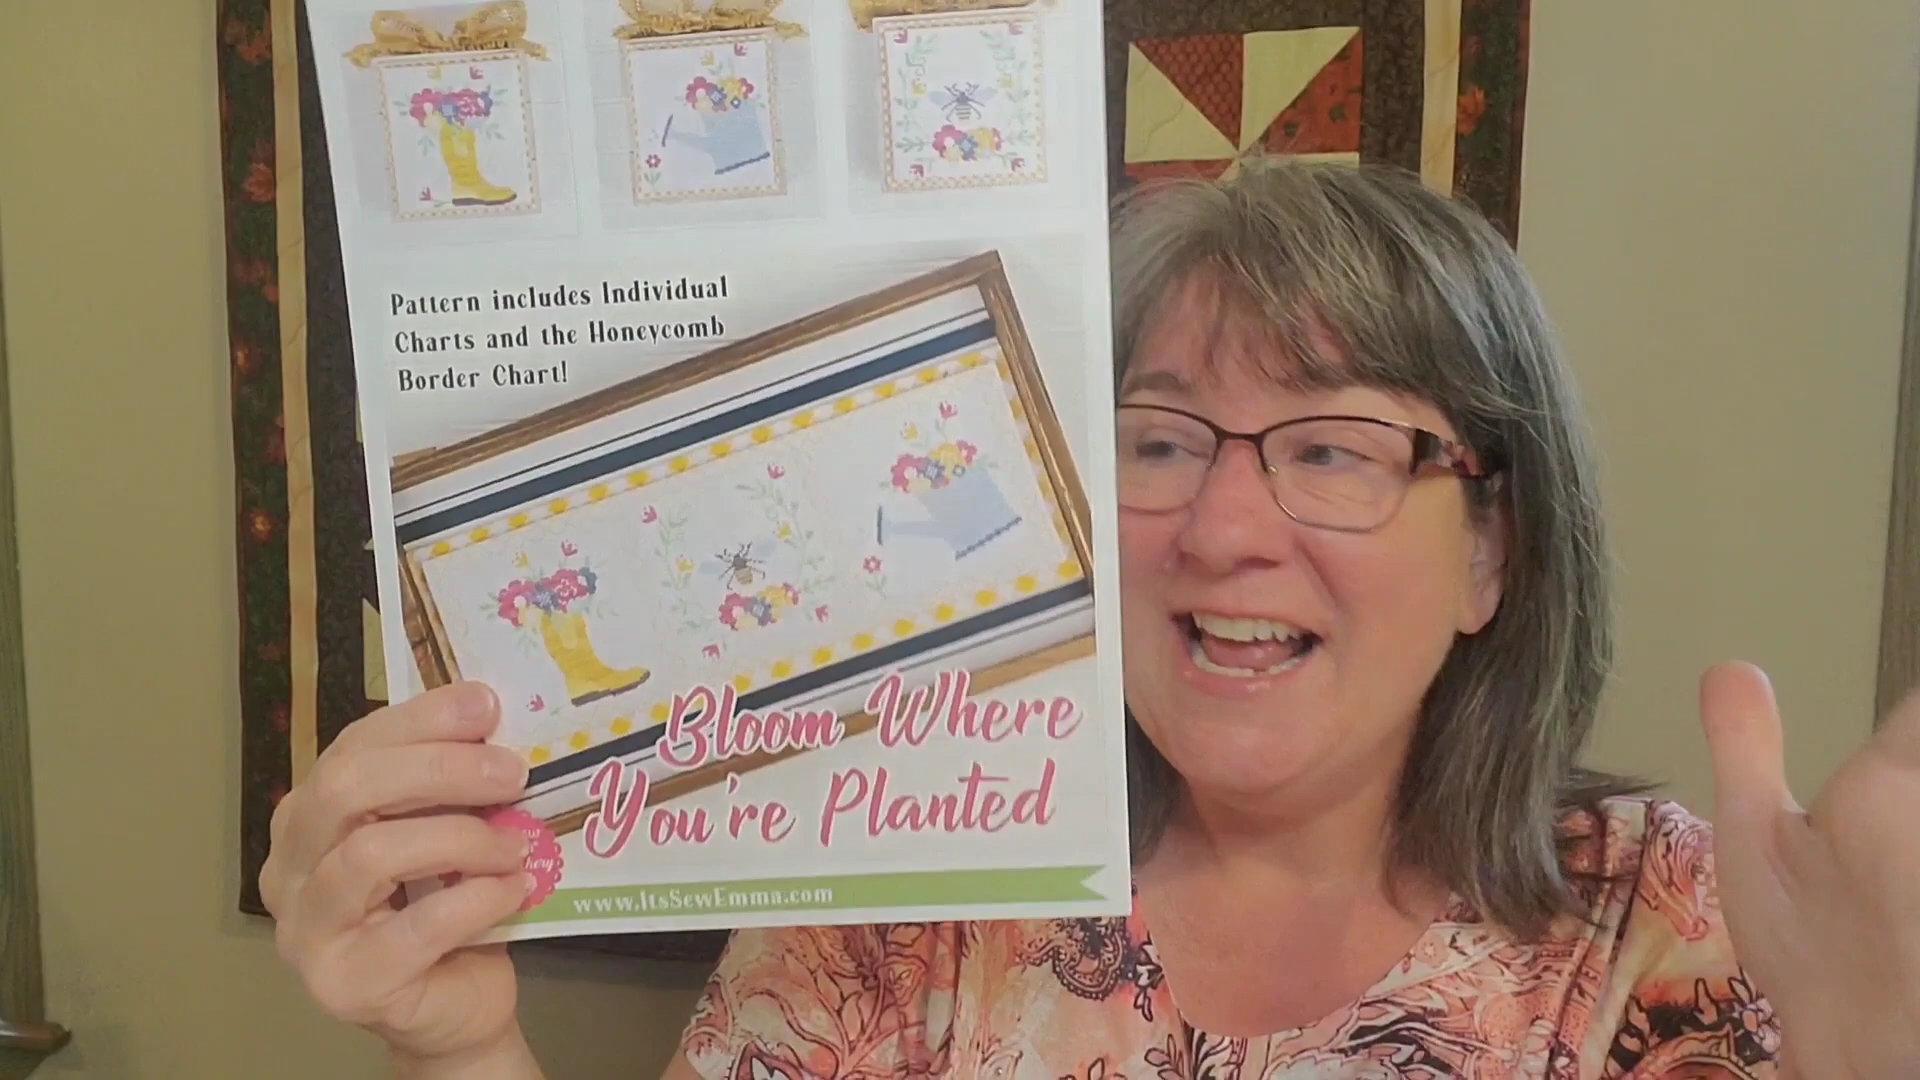 Pattern includes Individual
Charts and the Honeycomb
Border Chart!
Bloom Where
You're Planted
www.ItsSewEmma.com